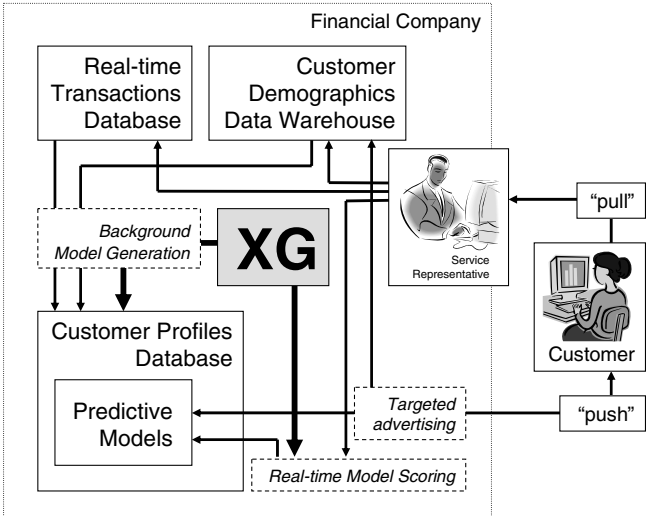 Financial Company
Real-time
Transactions
Database
Customer
Demographics
Data Warehouse
Service
Representative
“pull”
Background
Model Generation
XG
Customer
Customer Profiles
Database
Predictive
Models
Targeted
advertising
“push”
Real-time Model Scoring